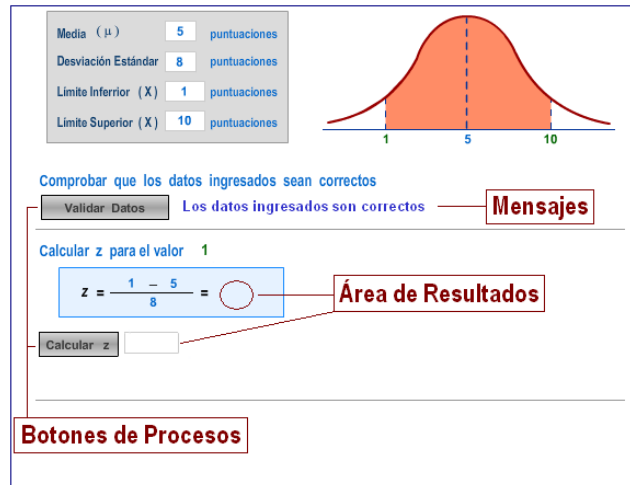 Media (μ) 5 puntuaciones
Desviación Estándar 8 puntuaciones
Límite Inferior (X) 1 puntuaciones
Limite Superior (X) 10 puntuaciones
1 5 10
Comprobar que los datos ingresados sean correctos
Validar Datos Los datos ingresados son correctos Mensajes
Calcular z para el valor 1
z = 1 - 5 / 8 =
Área de Resultados
Calcular z
Botones de Procesos